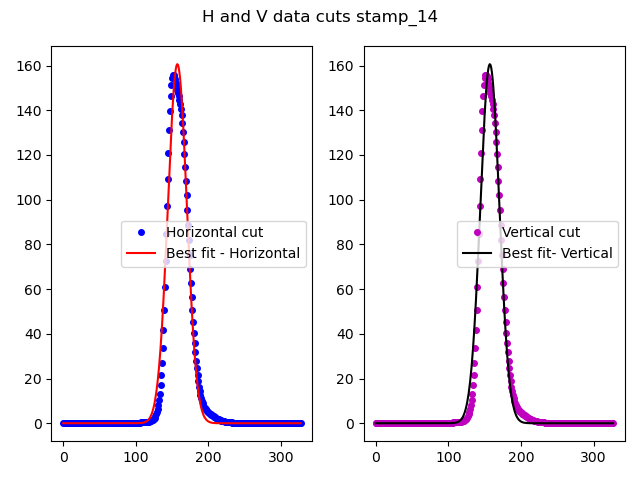 H and V data cuts stamp_14
160
140
120
100
80
60
40
20
0
0 100 200 300
Horizontal cut
Best fit - Horizontal
160
140
120
100
80
60
40
20
0
0 100 200 300
Vertical cut
Best fit- Vertical